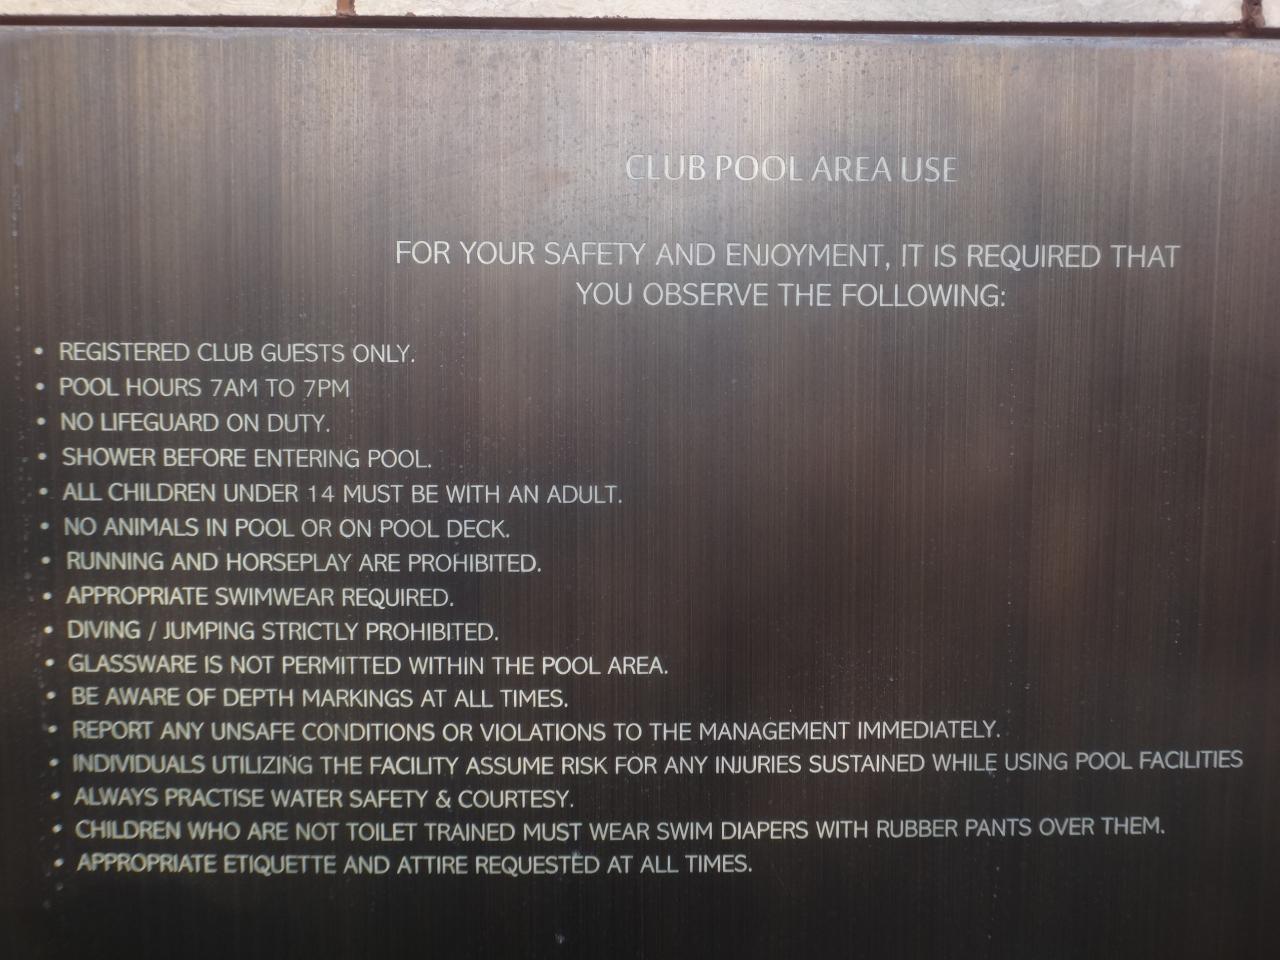 CLUB POOL AREA USE
FOR YOUR SAFETY AND ENJOYMENT, IT IS REQUIRED THAT
YOU OBSERVE THE FOLLOWING:
• REGISTERED CLUB GUESTS ONLY.
• POOL HOURS 7AM TO 7PM
• NO LIFEGUARD ON DUTY.
• SHOWER BEFORE ENTERING POOL.
• ALL CHILDREN UNDER 14 MUST BE WITH AN ADULT.
• NO ANIMALS IN POOL OR ON POOL DECK.
• RUNNING AND HORSEPLAY ARE PROHIBITED.
• APPROPRIATE SWIMWEAR REQUIRED.
• DIVING / JUMPING STRICTLY PROHIBITED.
• GLASSWARE IS NOT PERMITTED WITHIN THE POOL AREA.
• BE AWARE OF DEPTH MARKINGS AT ALL TIMES.
• REPORT ANY UNSAFE CONDITIONS OR VIOLATIONS TO THE MANAGEMENT IMMEDIATELY.
• INDIVIDUALS UTILIZING THE FACILITY ASSUME RISK FOR ANY INJURIES SUSTAINED WHILE USING POOL FACILITIES
• ALWAYS PRACTISE WATER SAFETY & COURTESY.
• CHILDREN WHO ARE NOT TOILET TRAINED MUST WEAR SWIM DIAPERS WITH RUBBER PANTS OVER THEM.
• APPROPRIATE ETIQUETTE AND ATTIRE REQUESTED AT ALL TIMES.